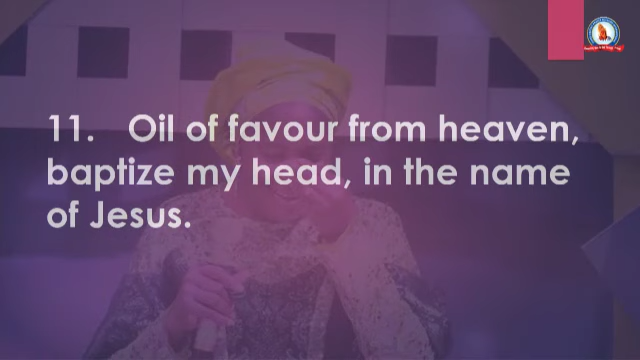 11. Oil of favour from heaven,
baptize my head, in the name
of Jesus.